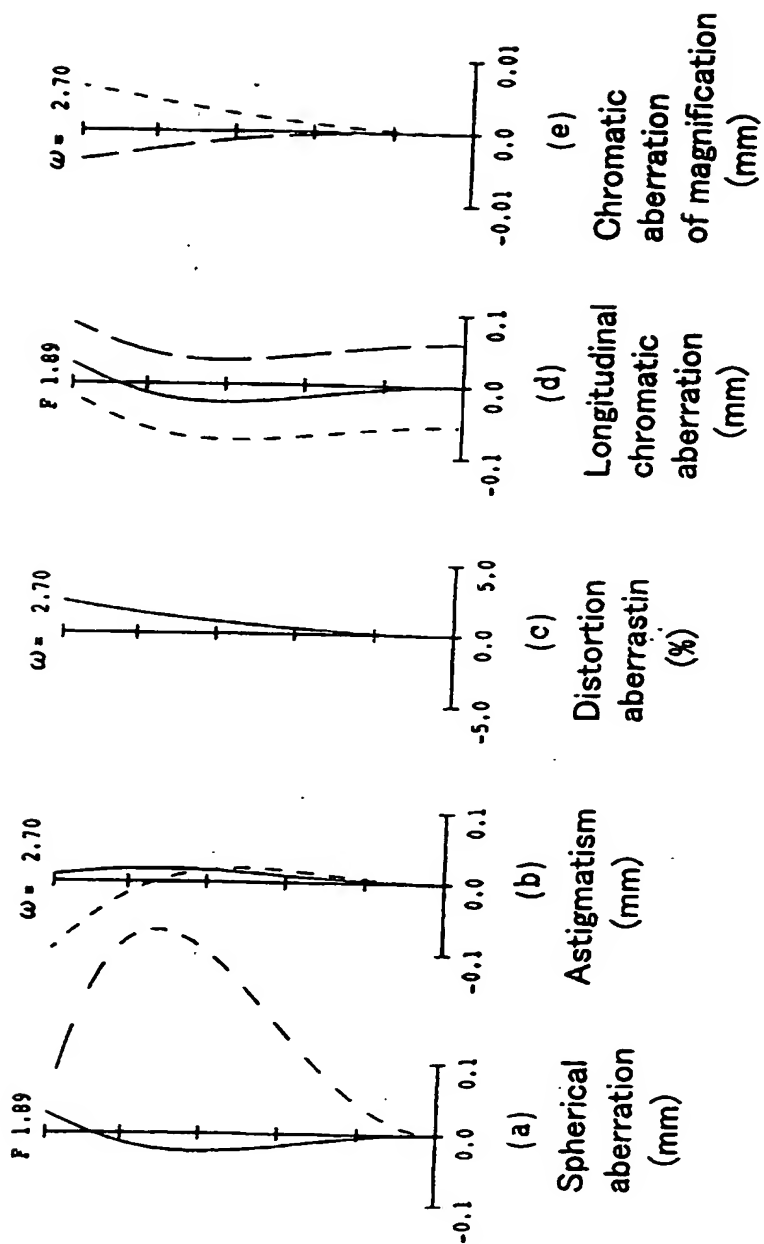 F 1.89
-0.1 0.0 0.1
(a)
Spherical
aberration
(mm)
ω= 2.70
-0.1 0.0 0.1
(b)
Astigmatism
(mm)
ω= 2.70
-5.0 0.0 5.0
(c)
Distortion
aberrastin
(%)
F 1.89
-0.1 0.0 0.1
(d)
Longitudinal
chromatic
aberration
(mm)
ω= 2.70
-0.01 0.0 0.01
(e)
Chromatic
aberration
of magnification
(mm)